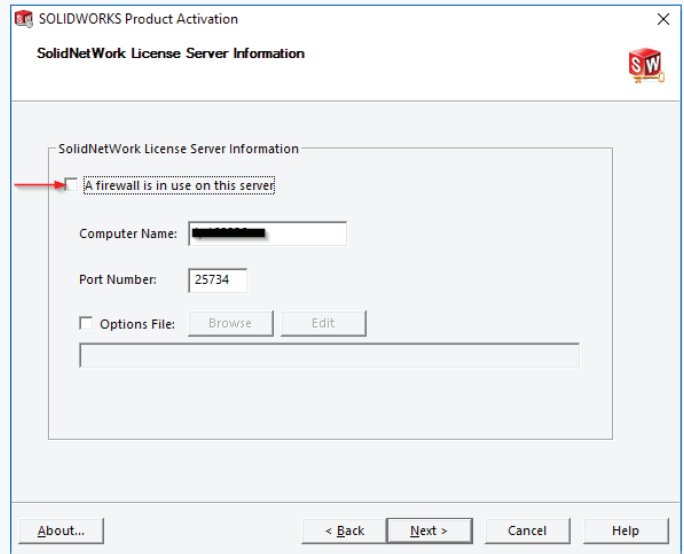 SOLIDWORKS Product Activation
SolidNetWork License Server Information
SW
SolidNetWork License Server Information
A firewall is in use on this server
Computer Name:
Port Number: 25734
Options File: Browse Edit
About... < Back Next > Cancel Help